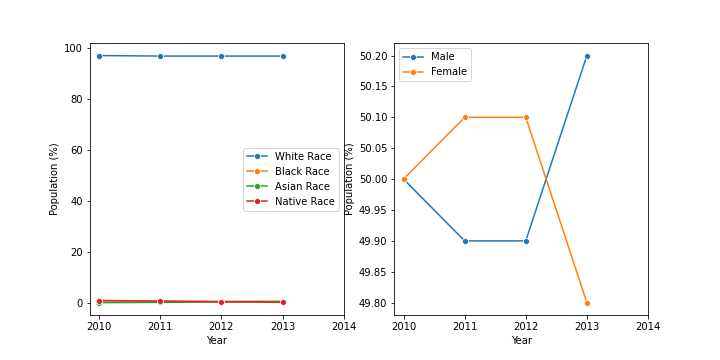 100
80
60
40
20
0
Population (%)
White Race
Black Race
Asian Race
Native Race
2010 2011 2012 2013 2014
Year
50.20
50.15
50.10
50.05
50.00
49.95
49.90
49.85
49.80
Population (%)
Male
Female
2010 2011 2012 2013 2014
Year